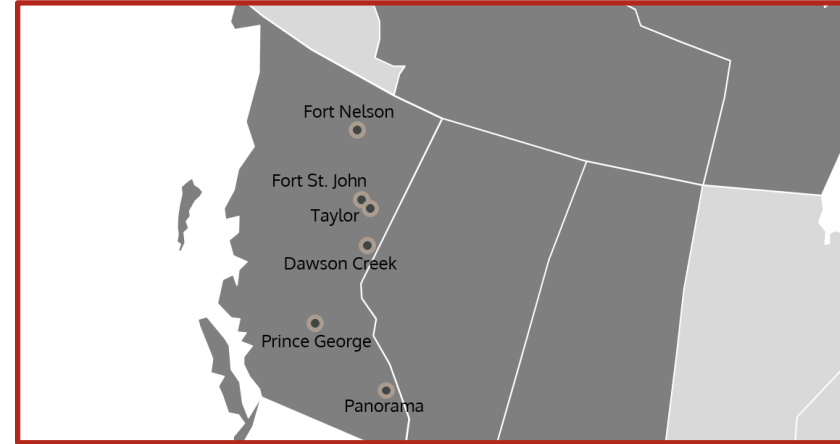 Fort Nelson
Fort St. John
Taylor
Dawson Creek
Prince George
Panorama